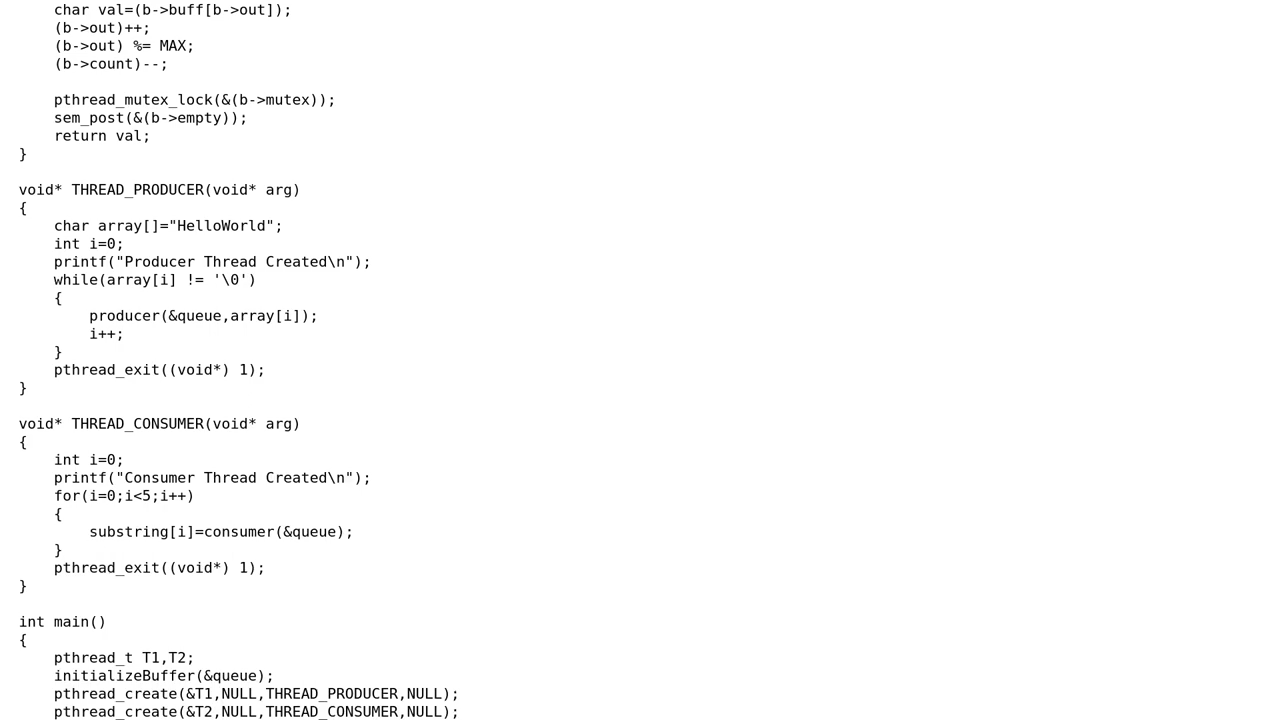 char val=(b->buff[b->out]);
    (b->out)++;
    (b->out) %= MAX;
    (b->count)--;

    pthread_mutex_lock(&(b->mutex));
    sem_post(&(b->empty));
    return val;
}

void* THREAD_PRODUCER(void* arg)
{
    char array[]="HelloWorld";
    int i=0;
    printf("Producer Thread Created\n");
    while(array[i] != '\0')
    {
        producer(&queue,array[i]);
        i++;
    }
    pthread_exit((void*) 1);
}

void* THREAD_CONSUMER(void* arg)
{
    int i=0;
    printf("Consumer Thread Created\n");
    for(i=0;i<5;i++)
    {
        substring[i]=consumer(&queue);
    }
    pthread_exit((void*) 1);
}

int main()
{
    pthread_t T1,T2;
    initializeBuffer(&queue);
    pthread_create(&T1,NULL,THREAD_PRODUCER,NULL);
    pthread_create(&T2,NULL,THREAD_CONSUMER,NULL);